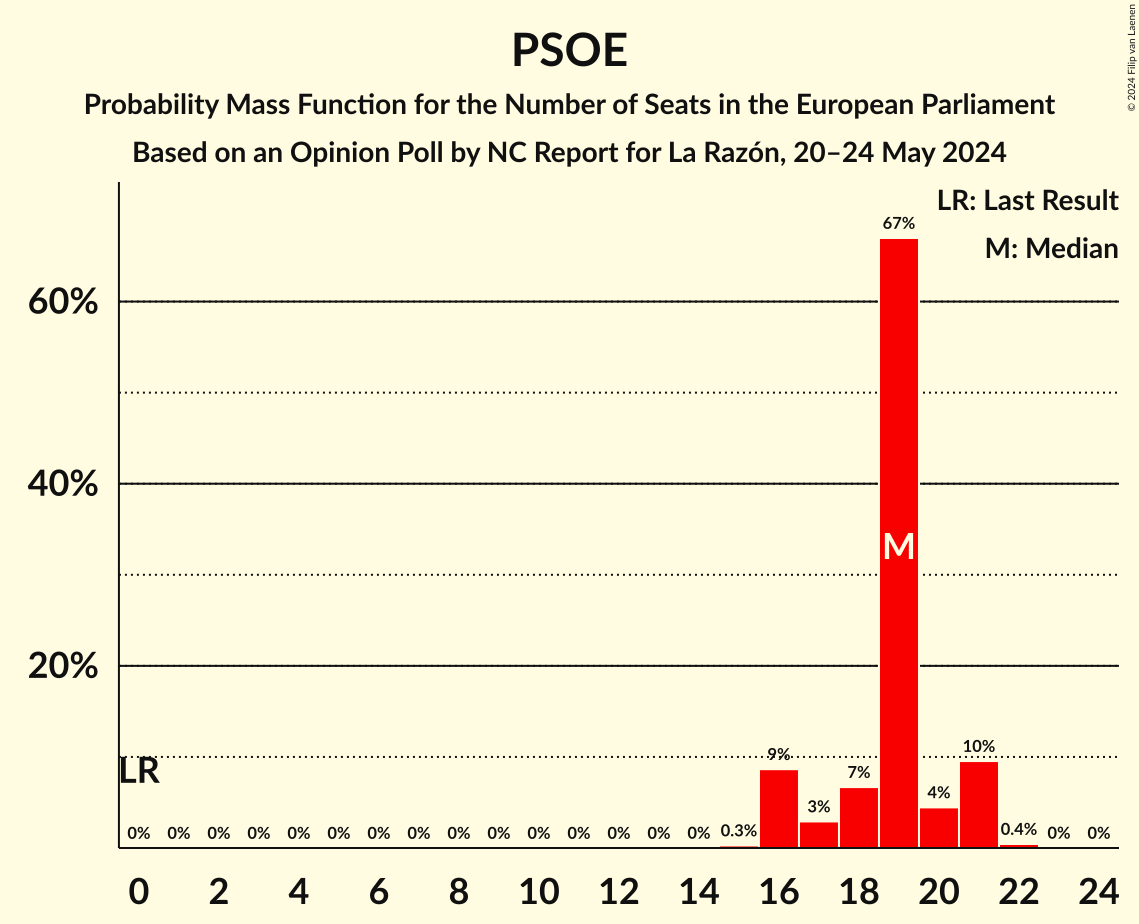 PSOE
Probability Mass Function for the Number of Seats in the European Parliament
Based on an Opinion Poll by NC Report for La Razón, 20–24 May 2024
© 2024 Filip van Laenen
LR: Last Result
M: Median
60%
40%
20%
LR
M
0% 0% 0% 0% 0% 0% 0% 0% 0% 0% 0% 0% 0% 0% 0% 0.3% 9% 3% 7% 67% 4% 10% 0.4% 0% 0%
0 2 4 6 8 10 12 14 16 18 20 22 24